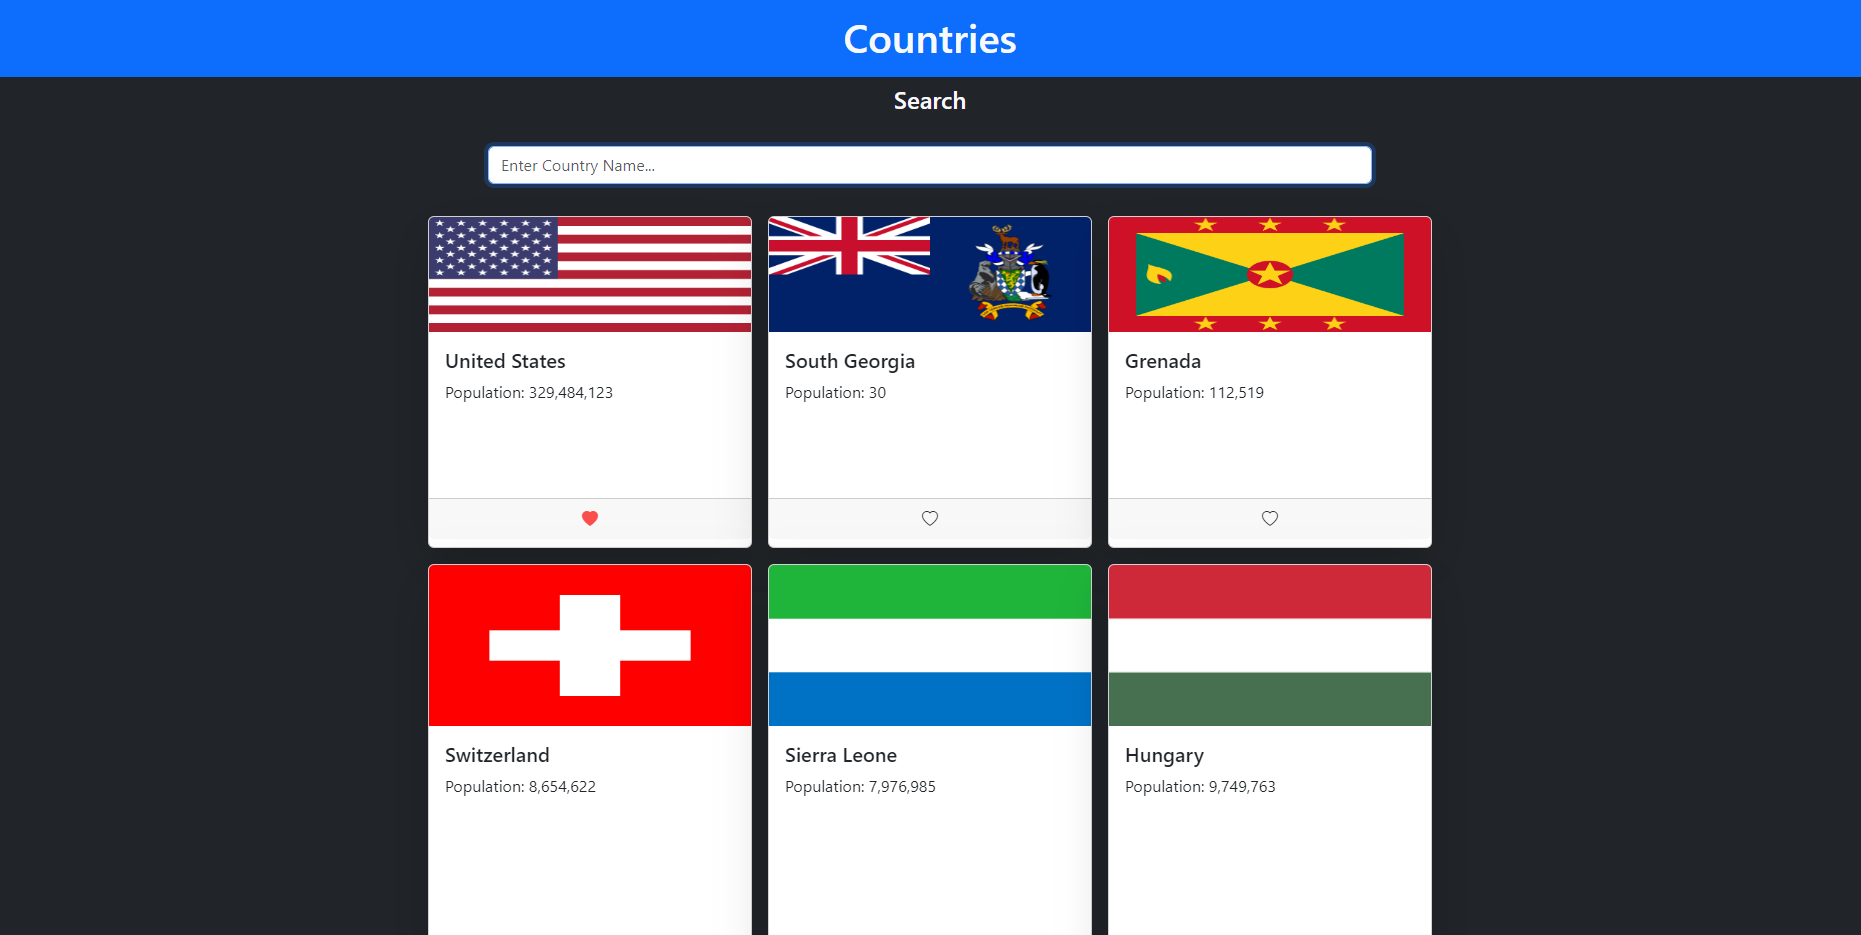 Countries
Search
Enter Country Name...
United States
Population: 329,484,123
South Georgia
Population: 30
Grenada
Population: 112,519
Switzerland
Population: 8,654,622
Sierra Leone
Population: 7,976,985
Hungary
Population: 9,749,763